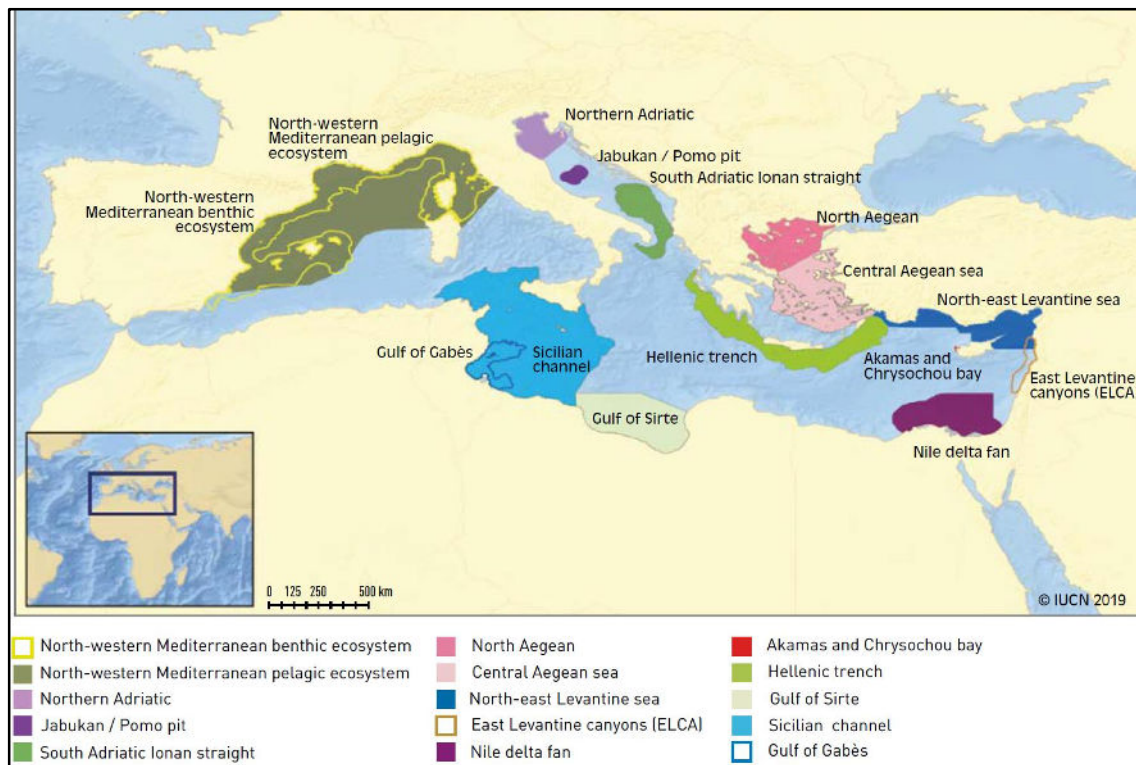 Northern Adriatic
North-western
Mediterranean pelagic
ecosystem
Jabukan / Pomo pit
South Adriatic Ionan straight
North-western
Mediterranean benthic
ecosystem
North Aegean
Central Aegean sea
North-east Levantine sea
Gulf of Gabès
Sicilian
channel
Hellenic trench
Akamas and
Chrysochou bay
East Levantine
canyons (ELCA)
Gulf of Sirte
Nile delta fan
0 125 250 500 km
© IUCN 2019
North-western Mediterranean benthic ecosystem
North-western Mediterranean pelagic ecosystem
Northern Adriatic
Jabukan / Pomo pit
South Adriatic Ionan straight
North Aegean
Central Aegean sea
North-east Levantine sea
East Levantine canyons (ELCA)
Nile delta fan
Akamas and Chrysochou bay
Hellenic trench
Gulf of Sirte
Sicilian channel
Gulf of Gabès